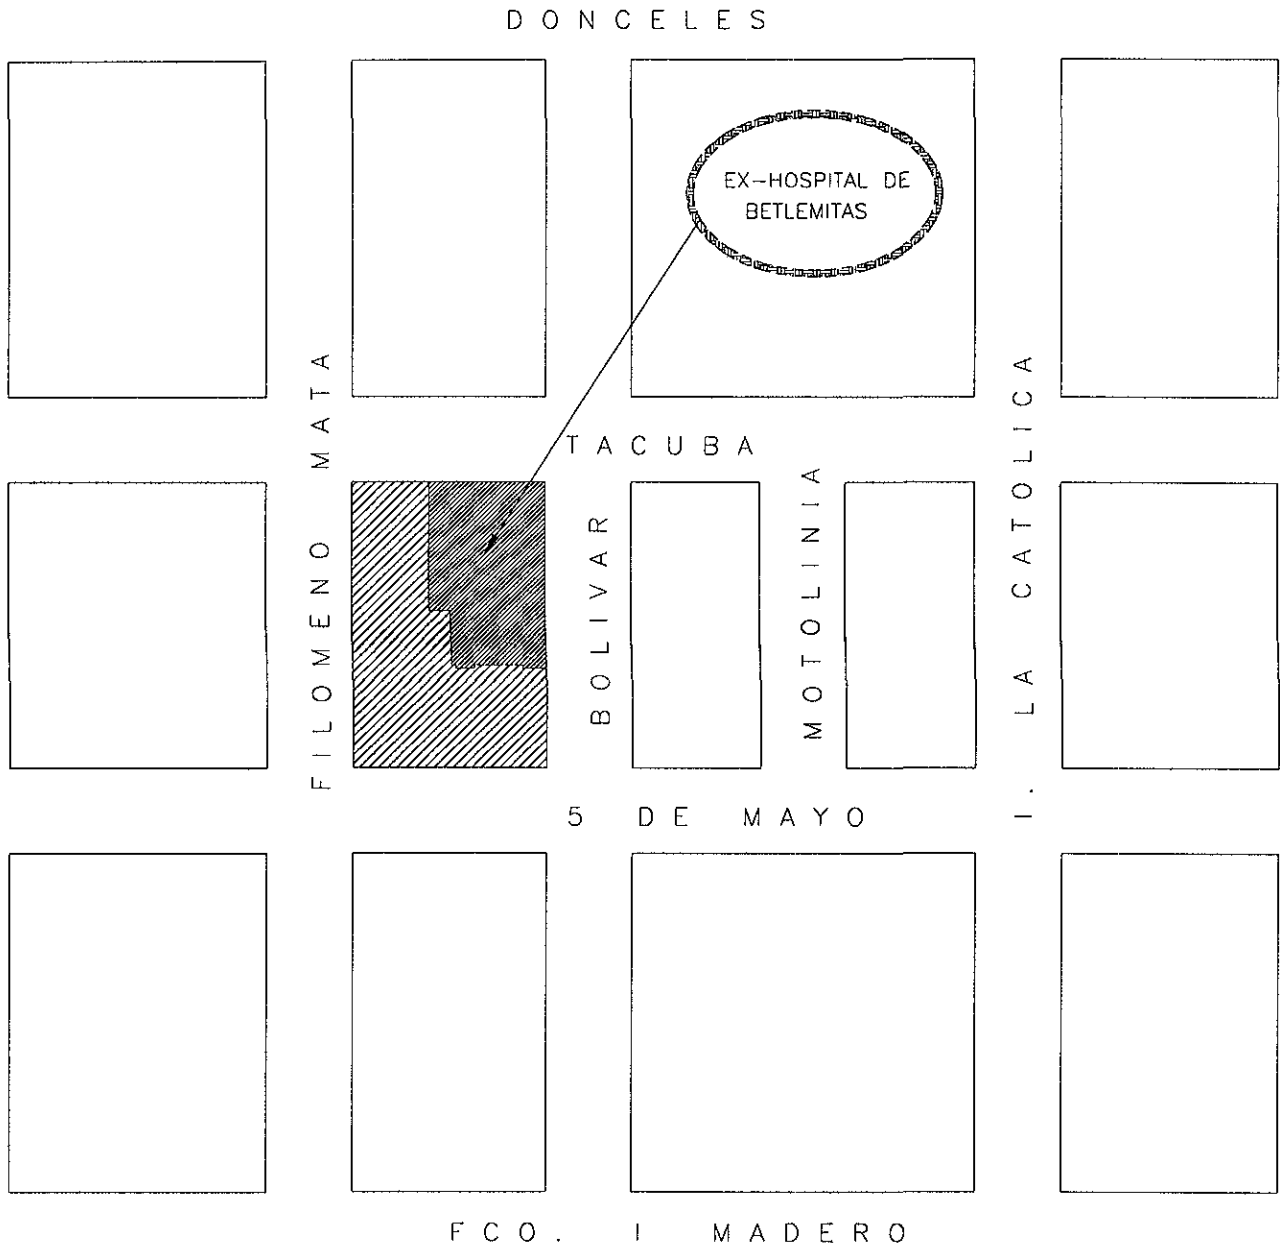 DONCELES
EX-HOSPITAL DE
BETLEMITAS
FILOMENO MATA
TACUBA
BOLIVAR
MOTOLINIA
I. LA CATOLICA
5 DE MAYO
FCO. I MADERO